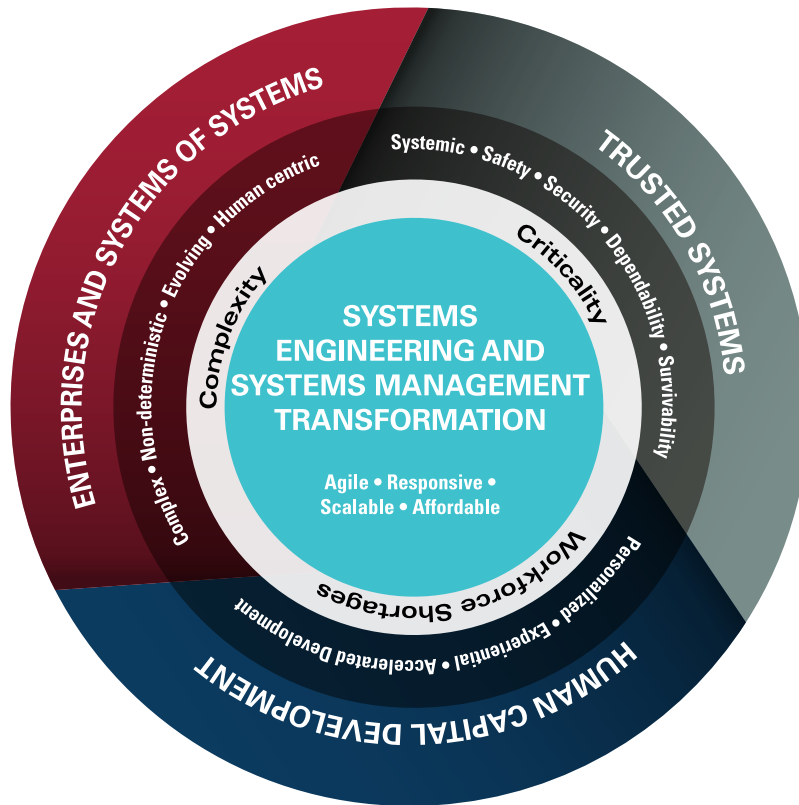 ENTERPRISES AND SYSTEMS OF SYSTEMS
Complex • Non-deterministic • Evolving • Human centric
Complexity
TRUSTED SYSTEMS
Systemic • Safety • Security • Dependability • Survivability
Criticality
SYSTEMS
ENGINEERING AND
SYSTEMS MANAGEMENT
TRANSFORMATION
Agile • Responsive •
Scalable • Affordable
Workforce Shortages
Personalized • Experiential • Accelerated Development
HUMAN CAPITAL DEVELOPMENT